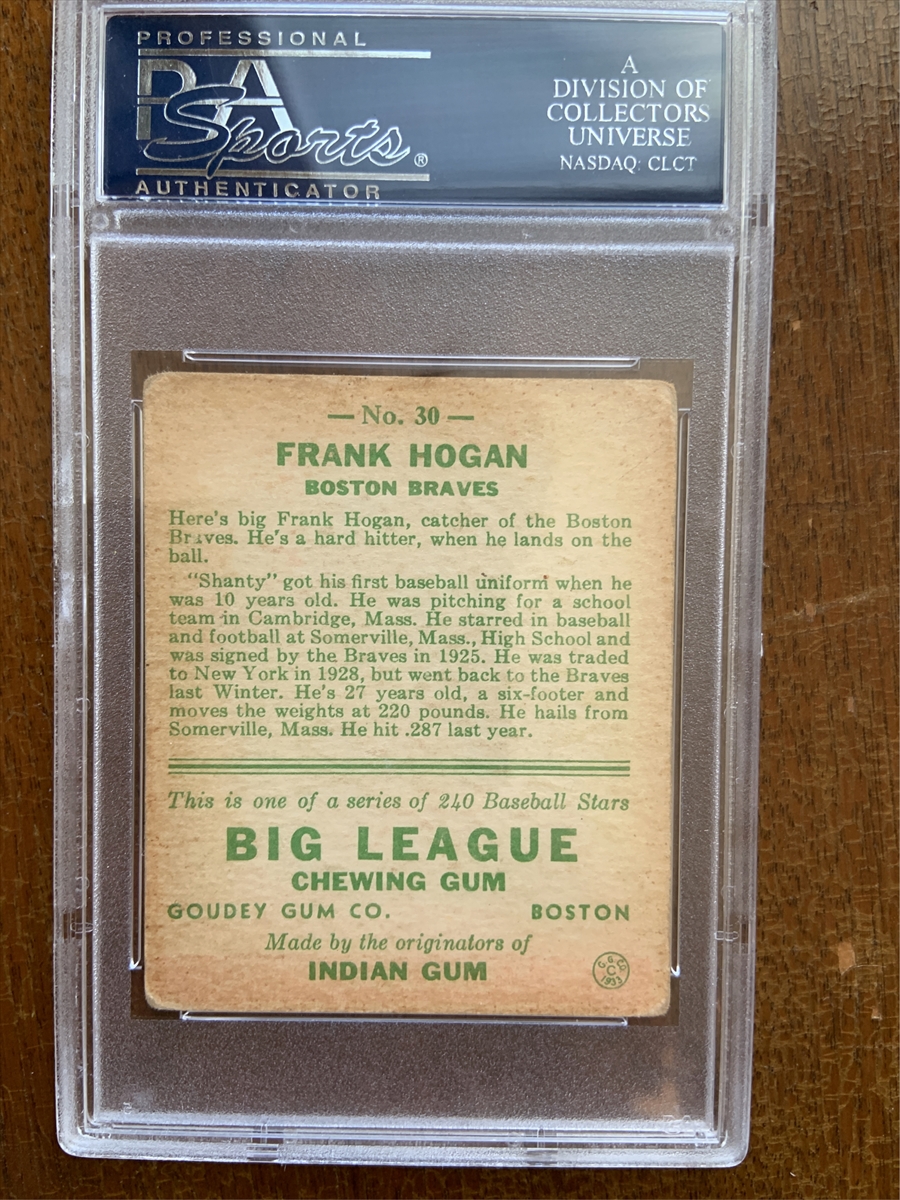 PROFESSIONAL
PSA
Sports®
AUTHENTICATOR
A
DIVISION OF
COLLECTORS
UNIVERSE
NASDAQ: CLCT
— No. 30 —
FRANK HOGAN
BOSTON BRAVES
Here's big Frank Hogan, catcher of the Boston
Braves. He's a hard hitter, when he lands on the
ball.
"Shanty" got his first baseball uniform when he
was 10 years old. He was pitching for a school
team in Cambridge, Mass. He starred in baseball
and football at Somerville, Mass., High School and
was signed by the Braves in 1925. He was traded
to New York in 1928, but went back to the Braves
last Winter. He's 27 years old, a six-footer and
moves the weights at 220 pounds. He hails from
Somerville, Mass. He hit .287 last year.
This is one of a series of 240 Baseball Stars
BIG LEAGUE
CHEWING GUM
GOUDEY GUM CO. BOSTON
Made by the originators of
INDIAN GUM
G.G.CO.
C
1933